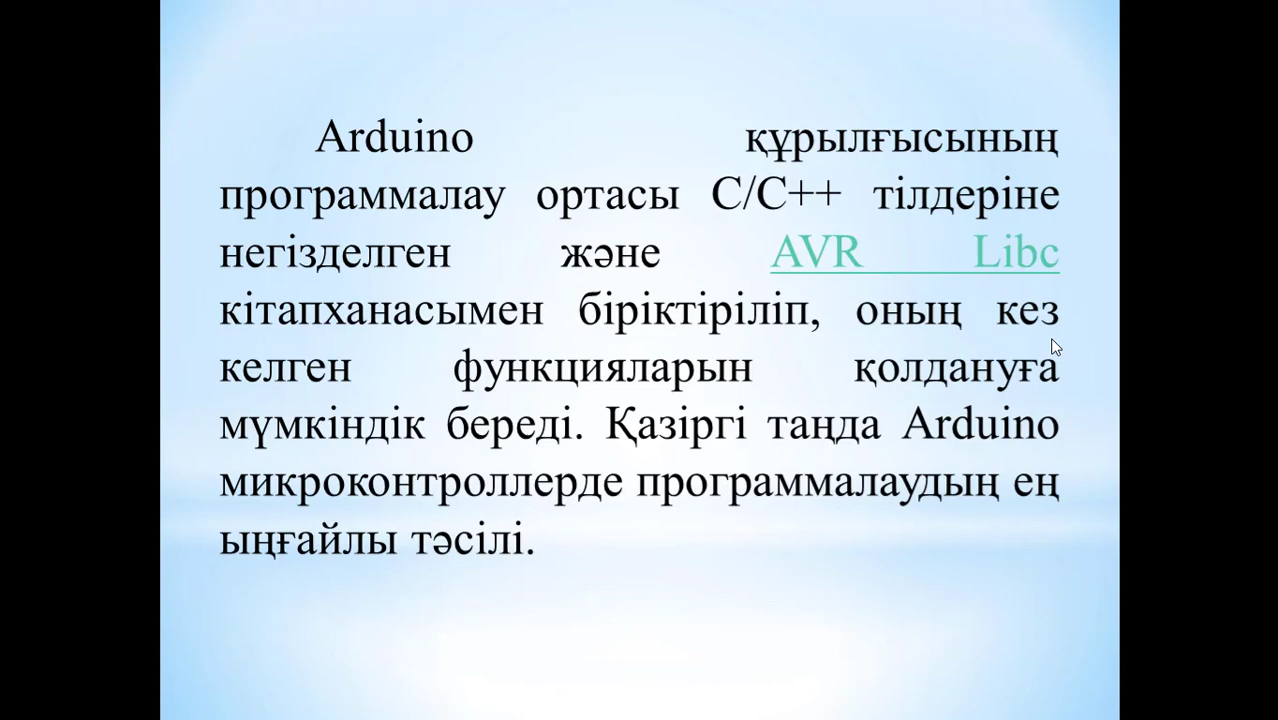 Arduino құрылғысының
программалау ортасы C/C++ тілдеріне
негізделген және AVR Libc
кітапханасымен біріктіріліп, оның кез
келген функцияларын қолдануға
мүмкіндік береді. Қазіргі таңда Arduino
микроконтроллерде программалаудың ең
ыңғайлы тәсілі.